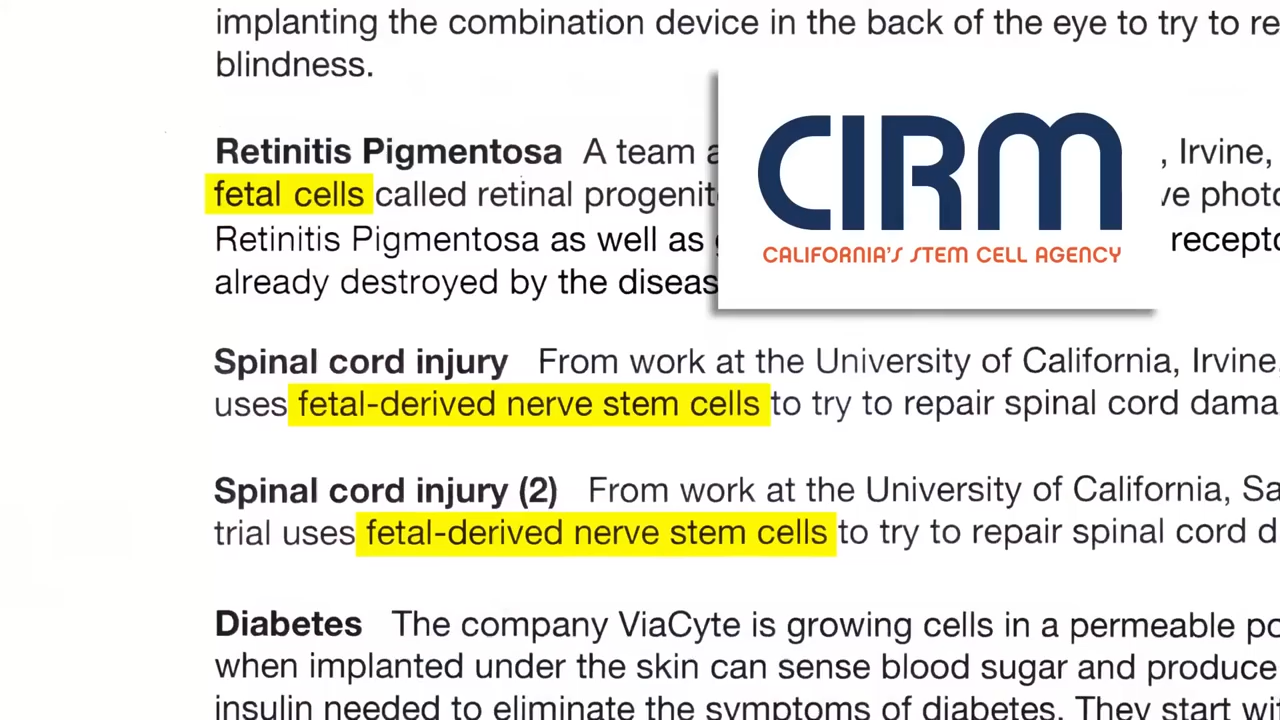 implanting the combination device in the back of the eye to try to re
blindness.
Retinitis Pigmentosa A team
, Irvine,
fetal cells called retinal progenit
ve photo
Retinitis Pigmentosa as well as
recepto
already destroyed by the diseas
CIRM
CALIFORNIA'S STEM CELL AGENCY
Spinal cord injury From work at the University of California, Irvine,
uses fetal-derived nerve stem cells to try to repair spinal cord dama
Spinal cord injury (2) From work at the University of California, Sa
trial uses fetal-derived nerve stem cells to try to repair spinal cord d
Diabetes The company ViaCyte is growing cells in a permeable po
when implanted under the skin can sense blood sugar and produce
insulin needed to eliminate the symptoms of diabetes. They start wi